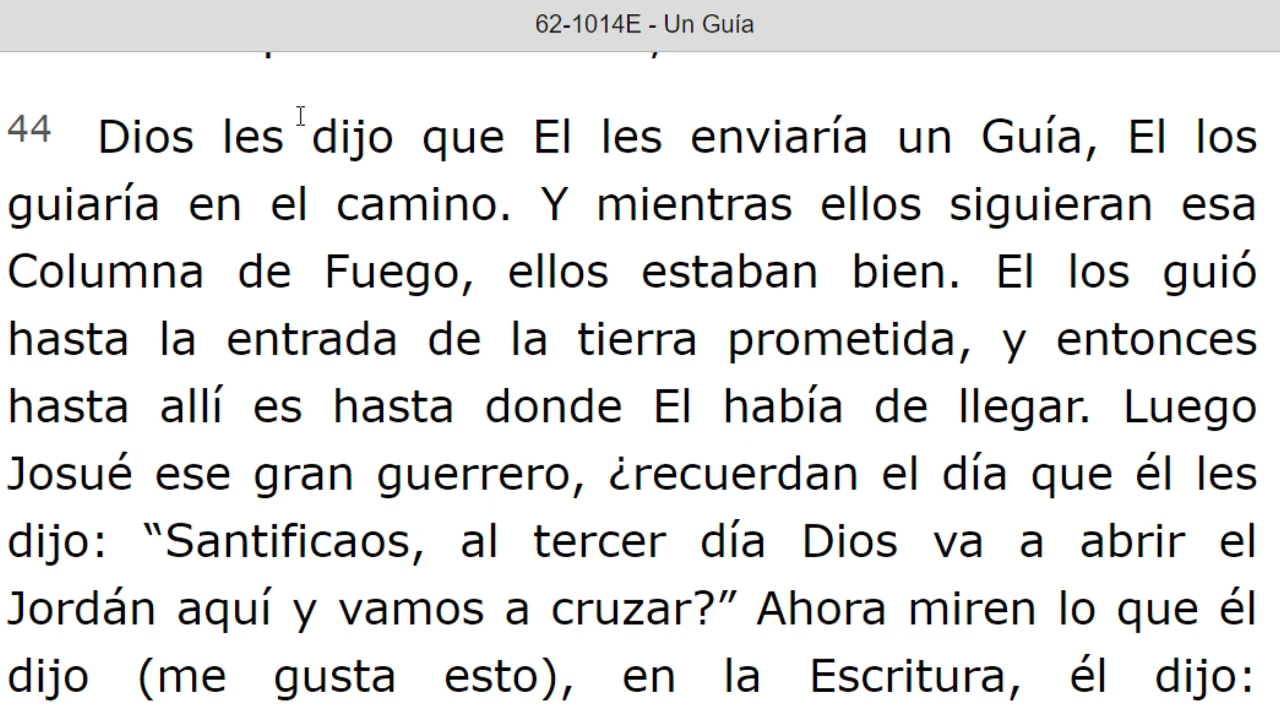 62-1014E - Un Guía
44 Dios les dijo que El les enviaría un Guía, El los
guiaría en el camino. Y mientras ellos siguieran esa
Columna de Fuego, ellos estaban bien. El los guió
hasta la entrada de la tierra prometida, y entonces
hasta allí es hasta donde El había de llegar. Luego
Josué ese gran guerrero, ¿recuerdan el día que él les
dijo: “Santificaos, al tercer día Dios va a abrir el
Jordán aquí y vamos a cruzar?” Ahora miren lo que él
dijo (me gusta esto), en la Escritura, él dijo: